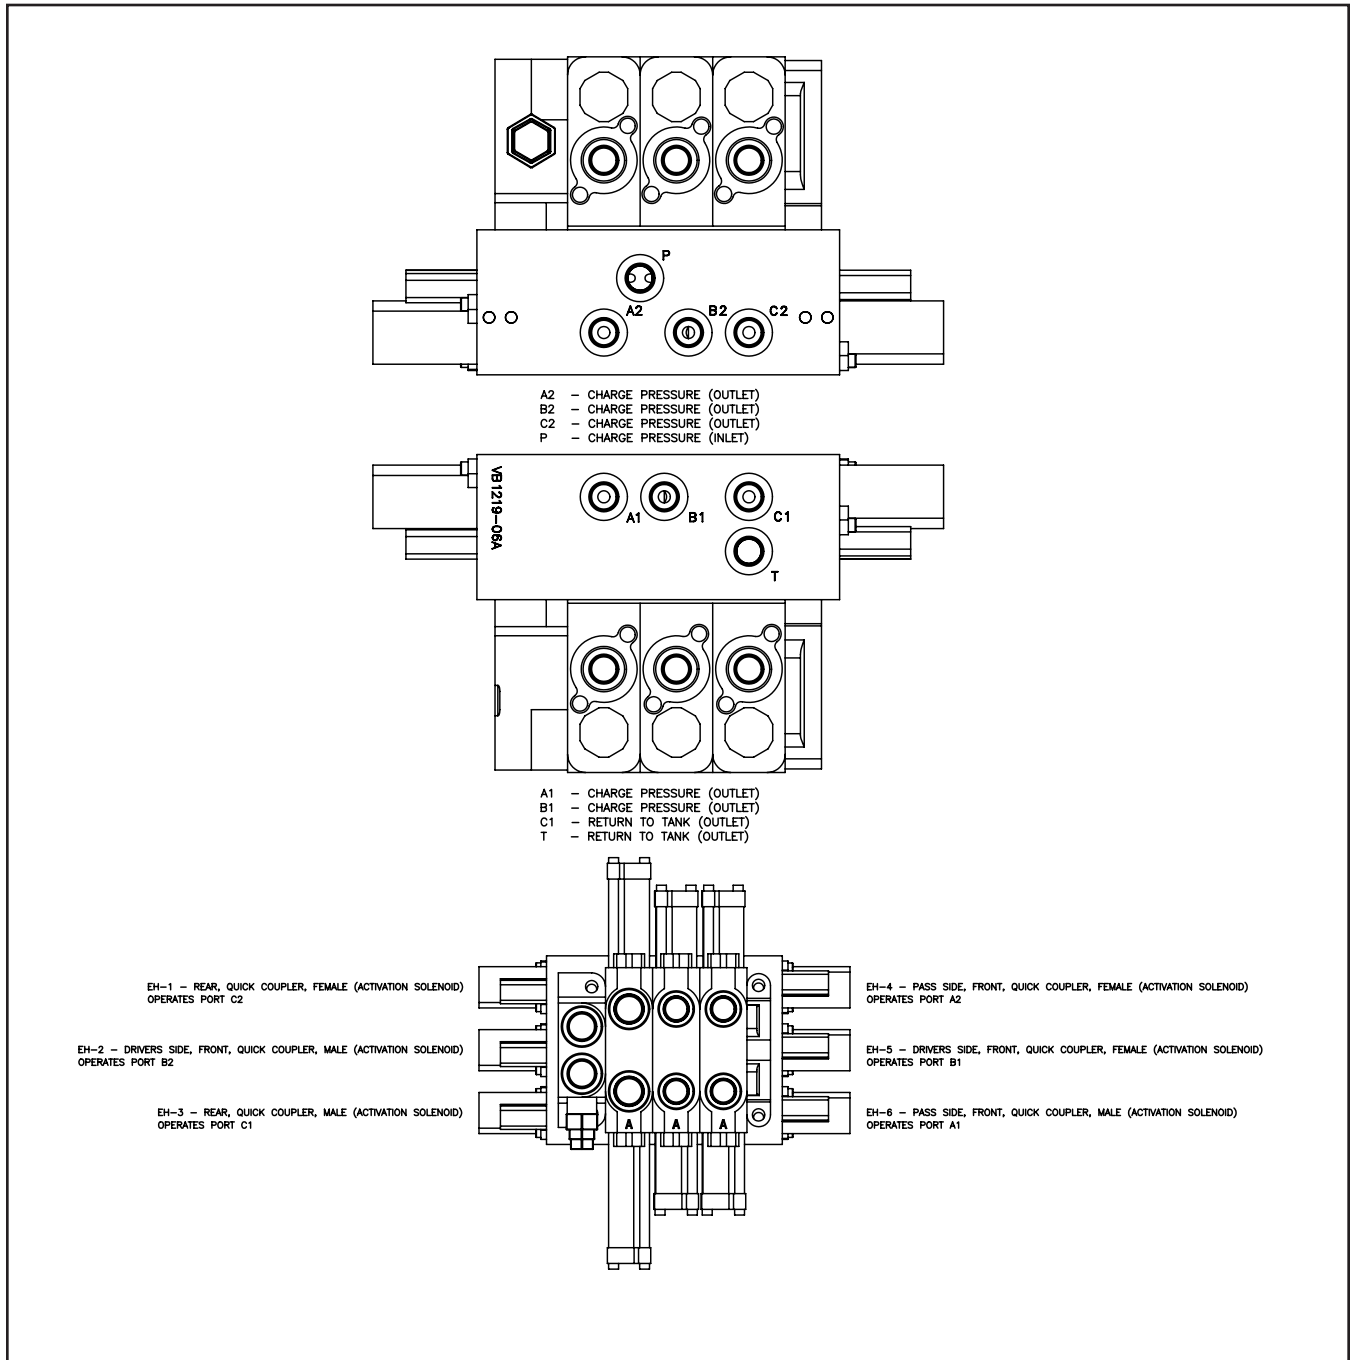 P
A2
B2
C2
A2 – CHARGE PRESSURE (OUTLET)
B2 – CHARGE PRESSURE (OUTLET)
C2 – CHARGE PRESSURE (OUTLET)
P – CHARGE PRESSURE (INLET)
VB1219-06A
A1
B1
C1
T
A1 – CHARGE PRESSURE (OUTLET)
B1 – CHARGE PRESSURE (OUTLET)
C1 – RETURN TO TANK (OUTLET)
T – RETURN TO TANK (OUTLET)
EH-1 – REAR, QUICK COUPLER, FEMALE (ACTIVATION SOLENOID)
OPERATES PORT C2
EH-2 – DRIVERS SIDE, FRONT, QUICK COUPLER, MALE (ACTIVATION SOLENOID)
OPERATES PORT B2
EH-3 – REAR, QUICK COUPLER, MALE (ACTIVATION SOLENOID)
OPERATES PORT C1
A A A
EH-4 – PASS SIDE, FRONT, QUICK COUPLER, FEMALE (ACTIVATION SOLENOID)
OPERATES PORT A2
EH-5 – DRIVERS SIDE, FRONT, QUICK COUPLER, FEMALE (ACTIVATION SOLENOID)
OPERATES PORT B1
EH-6 – PASS SIDE, FRONT, QUICK COUPLER, MALE (ACTIVATION SOLENOID)
OPERATES PORT A1